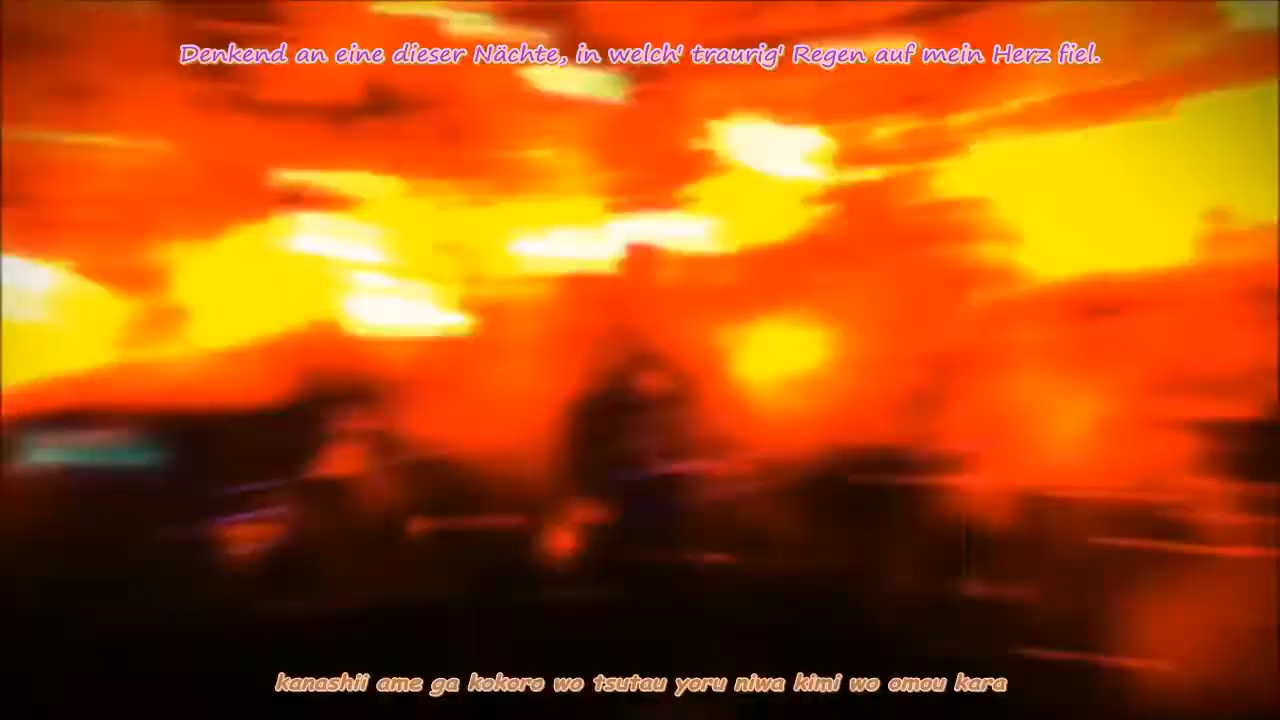 Denkend an eine dieser Nächte, in welch' traurig' Regen auf mein Herz fiel.
kanashii ame ga kokoro wo tsutau yoru niwa kimi wo omou kara